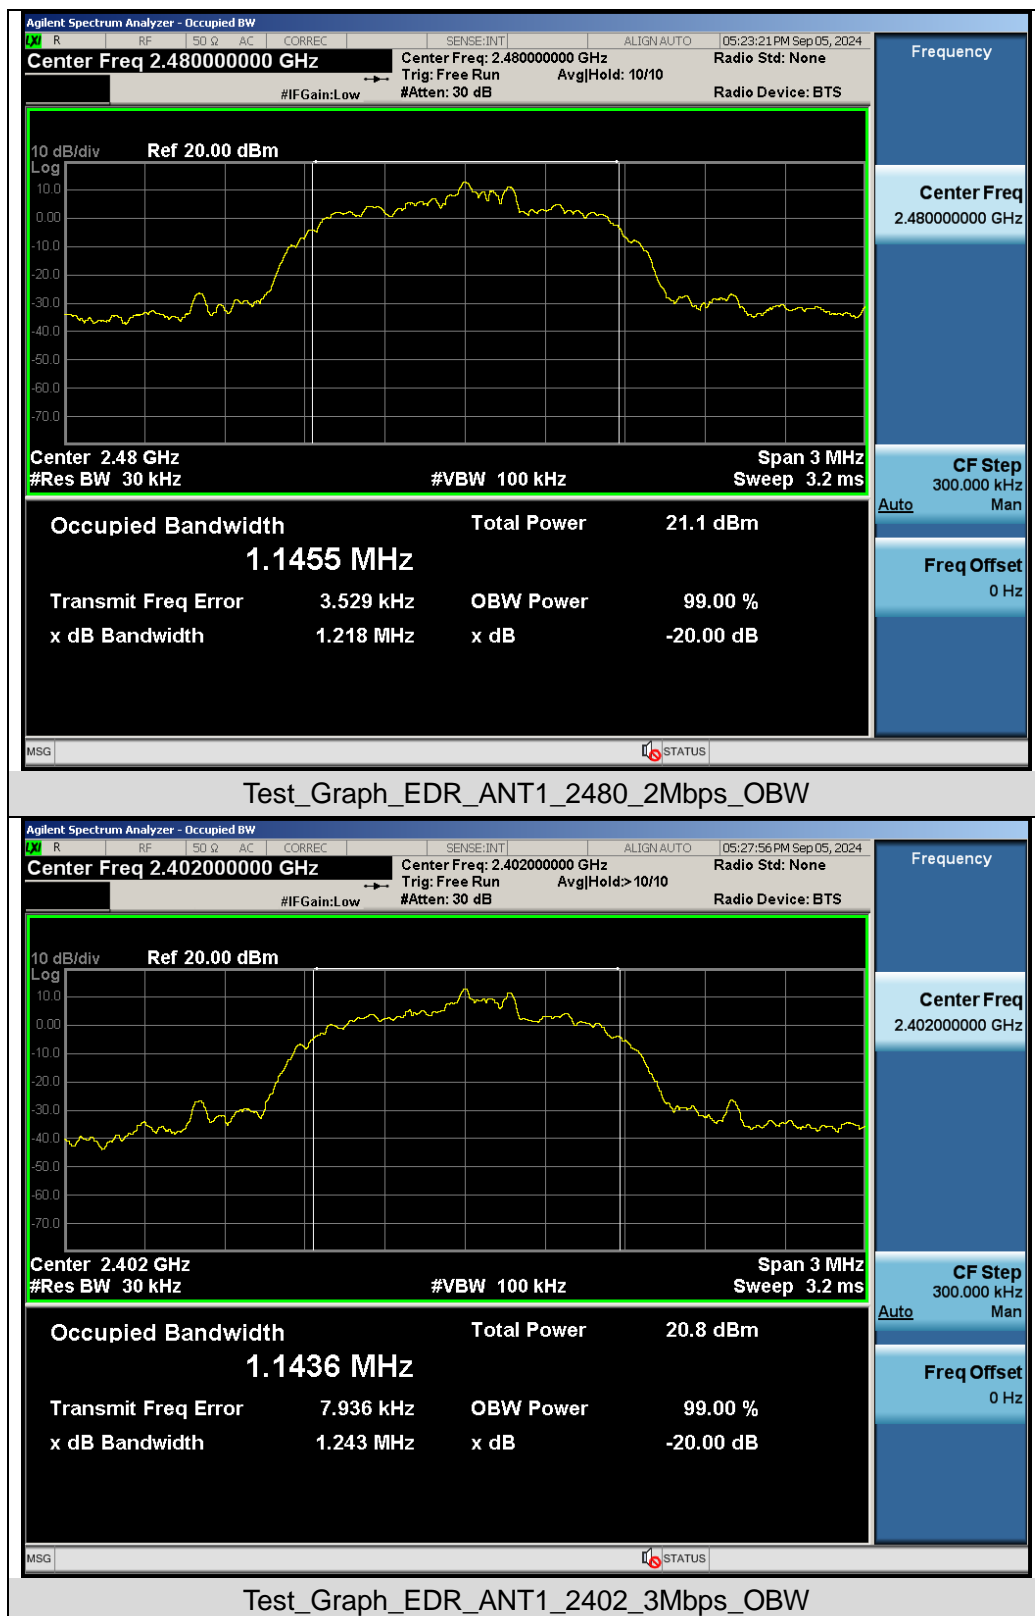 Agilent Spectrum Analyzer - Occupied BW
LXI R RF 50 Ω AC CORREC SENSE:INT ALIGN AUTO 05:23:21 PM Sep 05, 2024
Center Freq 2.480000000 GHz
Center Freq: 2.480000000 GHz
Radio Std: None
Trig: Free Run Avg|Hold: 10/10
#IFGain:Low #Atten: 30 dB Radio Device: BTS
Frequency
10 dB/div Ref 20.00 dBm
Log
10.0
0.00
-10.0
-20.0
-30.0
-40.0
-50.0
-60.0
-70.0
Center 2.48 GHz Span 3 MHz
#Res BW 30 kHz #VBW 100 kHz Sweep 3.2 ms
Center Freq
2.480000000 GHz
CF Step
300.000 kHz
Auto Man
Freq Offset
0 Hz
Occupied Bandwidth Total Power 21.1 dBm
1.1455 MHz
Transmit Freq Error 3.529 kHz OBW Power 99.00 %
x dB Bandwidth 1.218 MHz x dB -20.00 dB
MSG STATUS
Test_Graph_EDR_ANT1_2480_2Mbps_OBW
Agilent Spectrum Analyzer - Occupied BW
LXI R RF 50 Ω AC CORREC SENSE:INT ALIGN AUTO 05:27:56 PM Sep 05, 2024
Center Freq 2.402000000 GHz
Center Freq: 2.402000000 GHz
Radio Std: None
Trig: Free Run Avg|Hold:> 10/10
#IFGain:Low #Atten: 30 dB Radio Device: BTS
Frequency
10 dB/div Ref 20.00 dBm
Log
10.0
0.00
-10.0
-20.0
-30.0
-40.0
-50.0
-60.0
-70.0
Center 2.402 GHz Span 3 MHz
#Res BW 30 kHz #VBW 100 kHz Sweep 3.2 ms
Center Freq
2.402000000 GHz
CF Step
300.000 kHz
Auto Man
Freq Offset
0 Hz
Occupied Bandwidth Total Power 20.8 dBm
1.1436 MHz
Transmit Freq Error 7.936 kHz OBW Power 99.00 %
x dB Bandwidth 1.243 MHz x dB -20.00 dB
MSG STATUS
Test_Graph_EDR_ANT1_2402_3Mbps_OBW